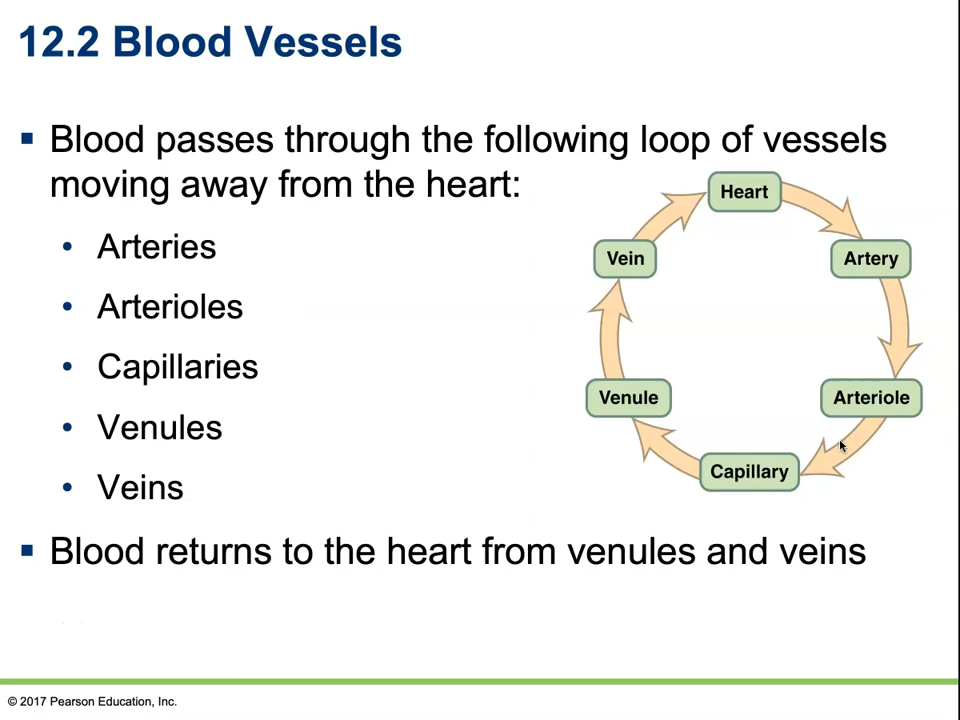 12.2 Blood Vessels
▪ Blood passes through the following loop of vessels
moving away from the heart:
• Arteries
• Arterioles
• Capillaries
• Venules
• Veins
Heart
Artery
Arteriole
Capillary
Venule
Vein
▪ Blood returns to the heart from venules and veins
© 2017 Pearson Education, Inc.